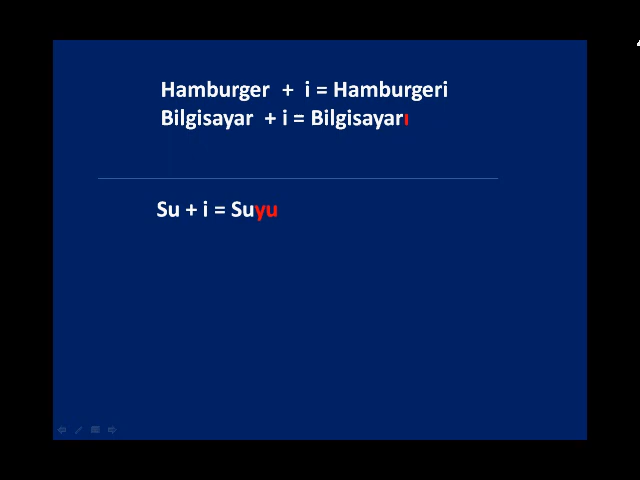 Hamburger + i = Hamburgeri
Bilgisayar + i = Bilgisayarı
Su + i = Suyu